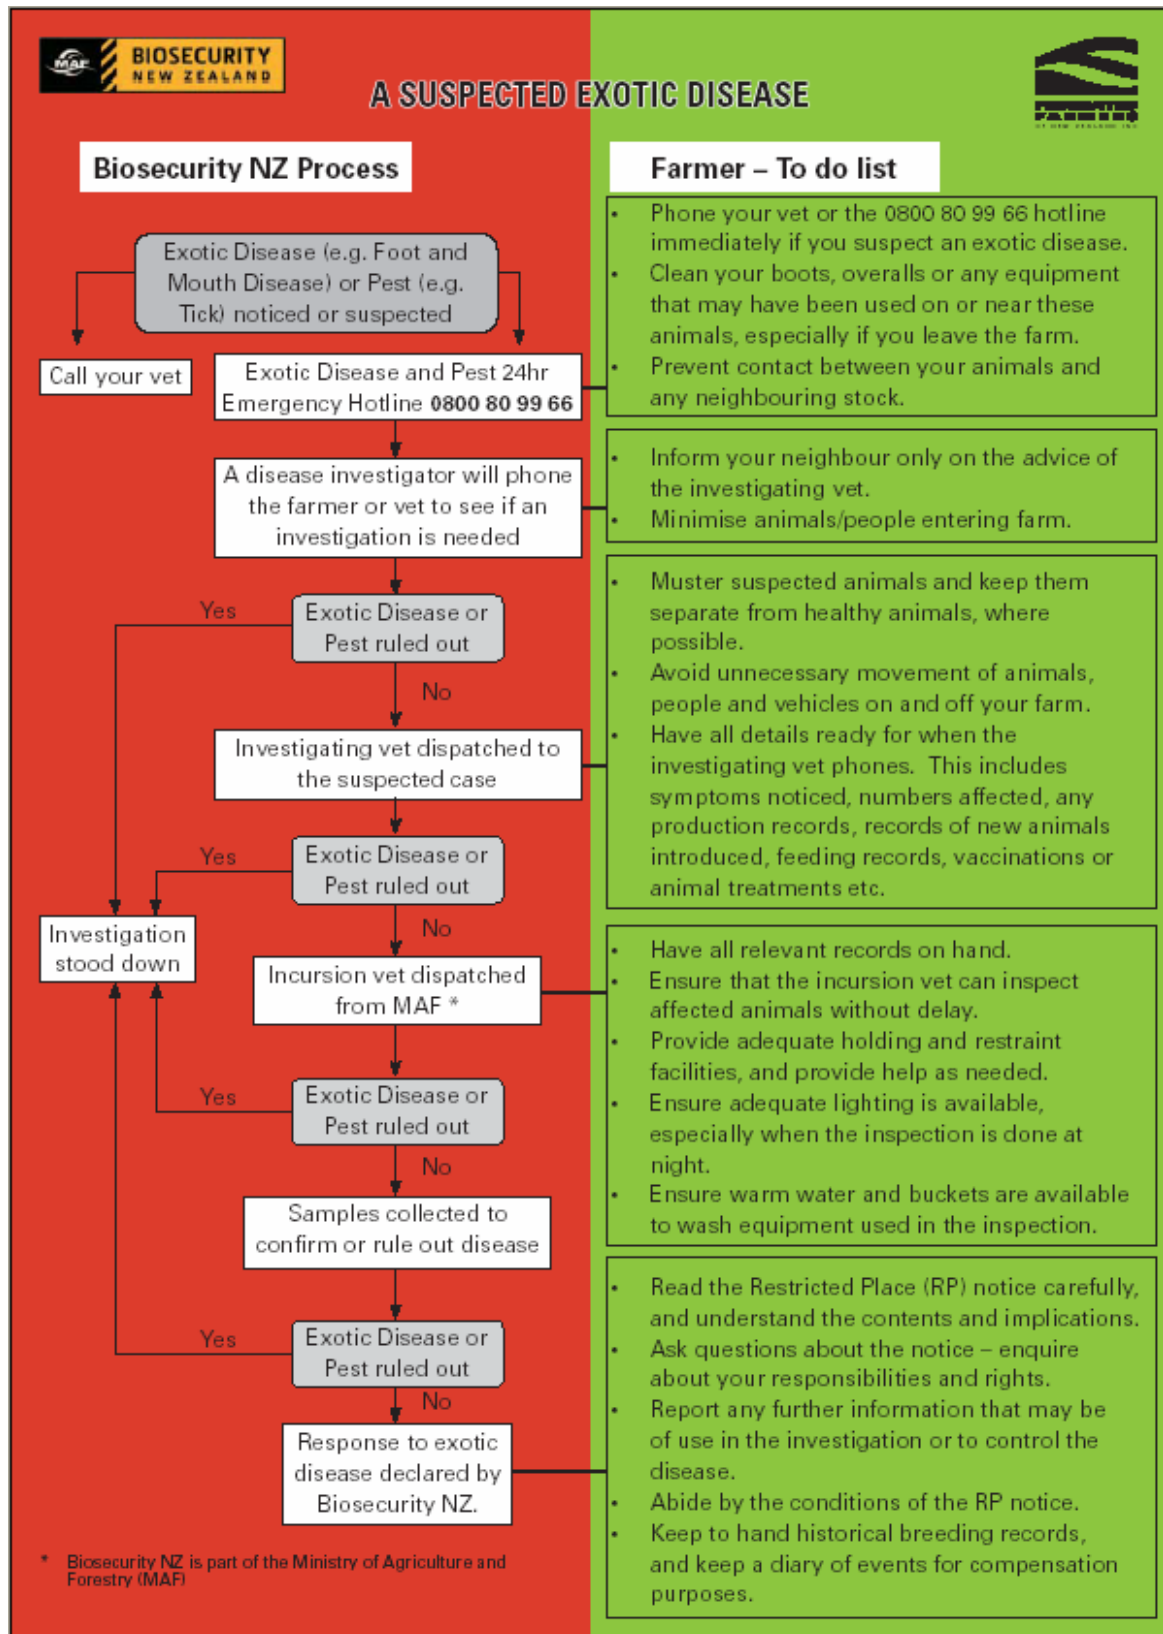 MAF
BIOSECURITY
NEW ZEALAND
A SUSPECTED EXOTIC DISEASE
OF NEW ZEALAND INC
Biosecurity NZ Process
Exotic Disease (e.g. Foot and
Mouth Disease) or Pest (e.g.
Tick) noticed or suspected
Call your vet
Exotic Disease and Pest 24hr
Emergency Hotline 0800 80 99 66
A disease investigator will phone
the farmer or vet to see if an
investigation is needed
Yes
Exotic Disease or
Pest ruled out
No
Investigating vet dispatched to
the suspected case
Yes
Exotic Disease or
Pest ruled out
No
Investigation
stood down
Incursion vet dispatched
from MAF *
Yes
Exotic Disease or
Pest ruled out
No
Samples collected to
confirm or rule out disease
Yes
Exotic Disease or
Pest ruled out
No
Response to exotic
disease declared by
Biosecurity NZ.
* Biosecurity NZ is part of the Ministry of Agriculture and
Forestry (MAF)
Farmer – To do list
• Phone your vet or the 0800 80 99 66 hotline
immediately if you suspect an exotic disease.
• Clean your boots, overalls or any equipment
that may have been used on or near these
animals, especially if you leave the farm.
• Prevent contact between your animals and
any neighbouring stock.
• Inform your neighbour only on the advice of
the investigating vet.
• Minimise animals/people entering farm.
• Muster suspected animals and keep them
separate from healthy animals, where
possible.
• Avoid unnecessary movement of animals,
people and vehicles on and off your farm.
• Have all details ready for when the
investigating vet phones. This includes
symptoms noticed, numbers affected, any
production records, records of new animals
introduced, feeding records, vaccinations or
animal treatments etc.
• Have all relevant records on hand.
• Ensure that the incursion vet can inspect
affected animals without delay.
• Provide adequate holding and restraint
facilities, and provide help as needed.
• Ensure adequate lighting is available,
especially when the inspection is done at
night.
• Ensure warm water and buckets are available
to wash equipment used in the inspection.
• Read the Restricted Place (RP) notice carefully,
and understand the contents and implications.
• Ask questions about the notice – enquire
about your responsibilities and rights.
• Report any further information that may be
of use in the investigation or to control the
disease.
• Abide by the conditions of the RP notice.
• Keep to hand historical breeding records,
and keep a diary of events for compensation
purposes.